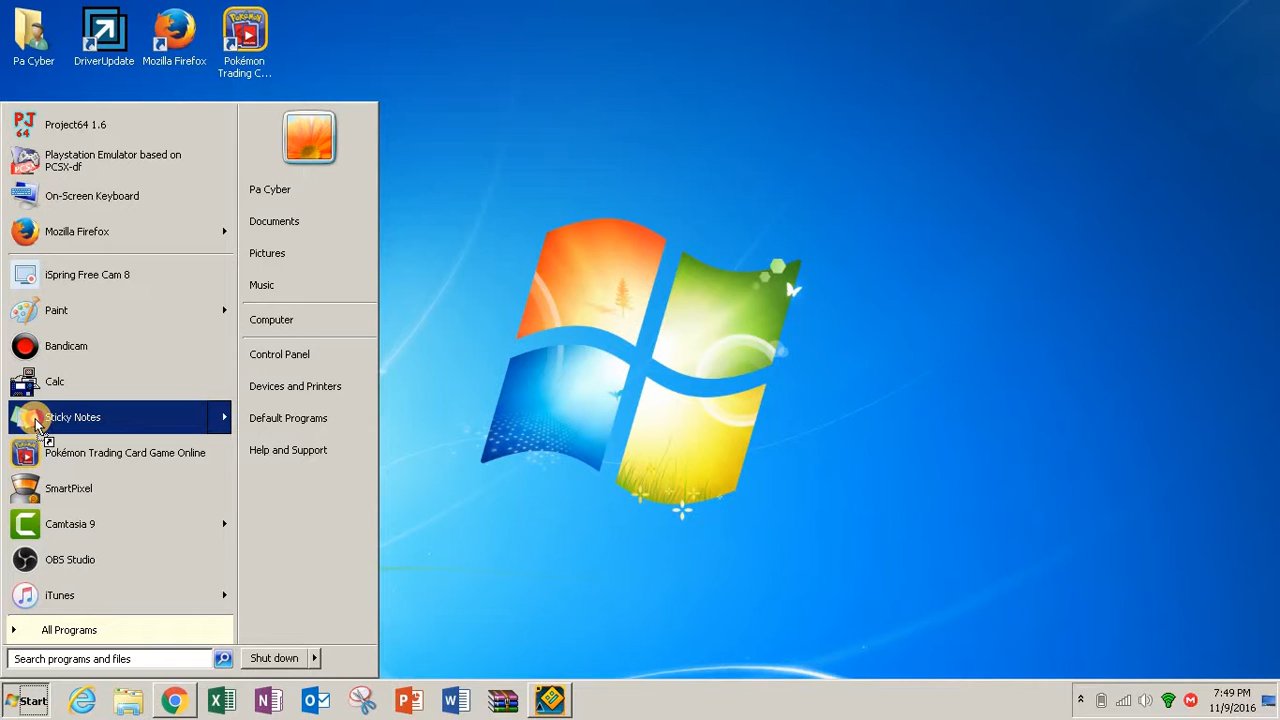 Pa Cyber
DriverUpdate
Mozilla Firefox
Pokémon
Trading C...
PJ
64
Project64 1.6
Playstation Emulator based on
PCSX-df
On-Screen Keyboard
Mozilla Firefox
iSpring Free Cam 8
Paint
Bandicam
Calc
Sticky Notes
Pokémon Trading Card Game Online
SmartPixel
Camtasia 9
OBS Studio
iTunes
All Programs
Search programs and files
Pa Cyber
Documents
Pictures
Music
Computer
Control Panel
Devices and Printers
Default Programs
Help and Support
Shut down
Start
7:49 PM
11/9/2016